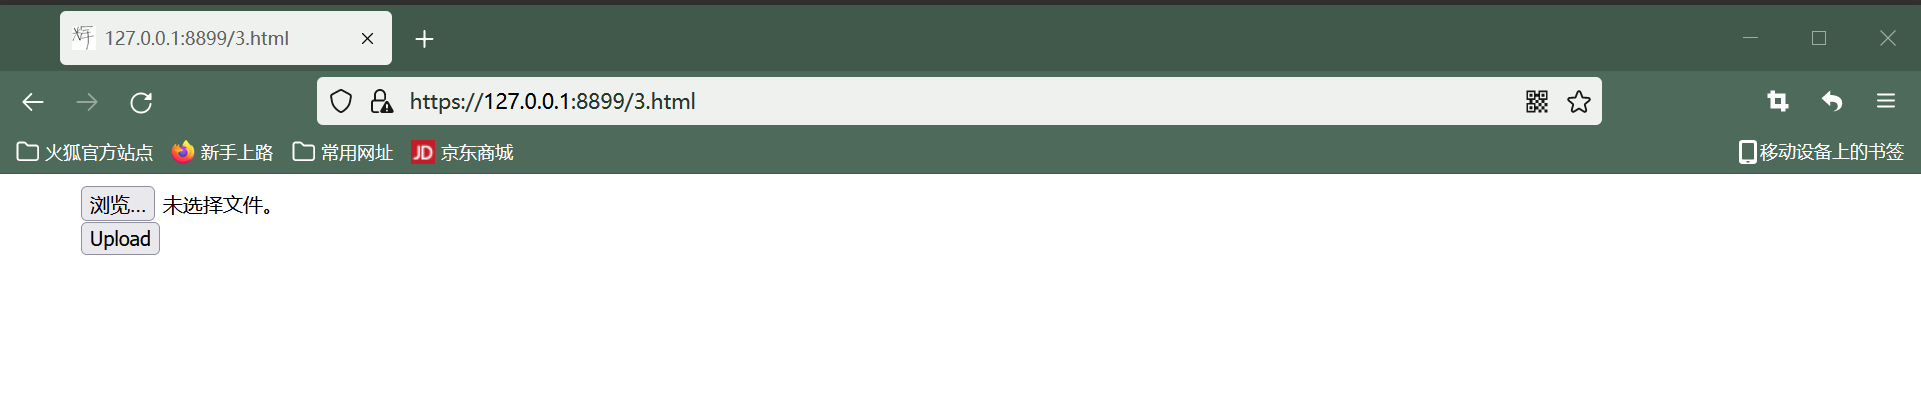 辉 127.0.0.1:8899/3.html
https://127.0.0.1:8899/3.html
火狐官方站点 新手上路 常用网址 JD 京东商城 移动设备上的书签
浏览... 未选择文件。
Upload